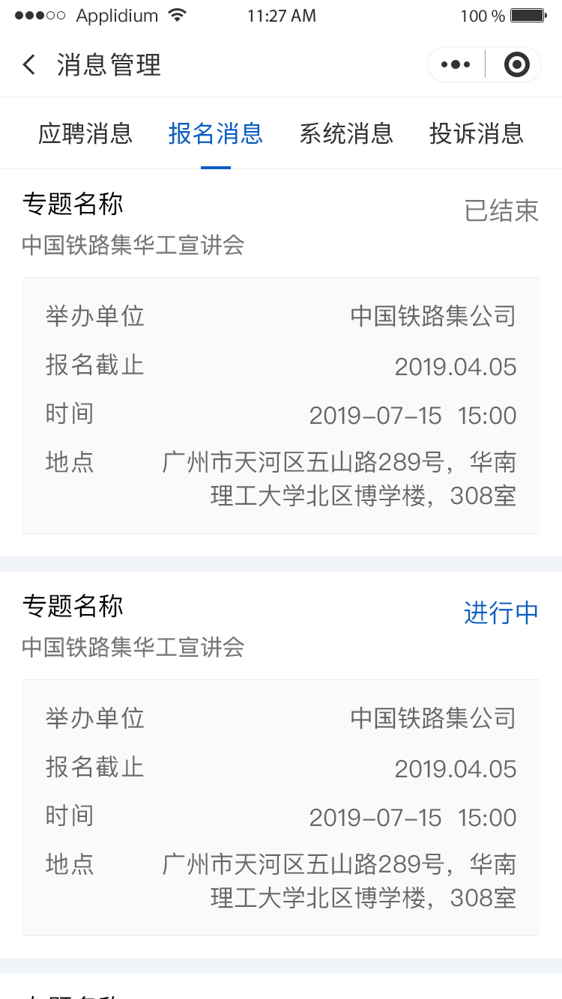 Applidium 11:27 AM 100 %
消息管理
应聘消息 报名消息 系统消息 投诉消息
专题名称 已结束
中国铁路集华工宣讲会
举办单位 中国铁路集公司
报名截止 2019.04.05
时间 2019-07-15 15:00
地点 广州市天河区五山路289号，华南
理工大学北区博学楼，308室
专题名称 进行中
中国铁路集华工宣讲会
举办单位 中国铁路集公司
报名截止 2019.04.05
时间 2019-07-15 15:00
地点 广州市天河区五山路289号，华南
理工大学北区博学楼，308室